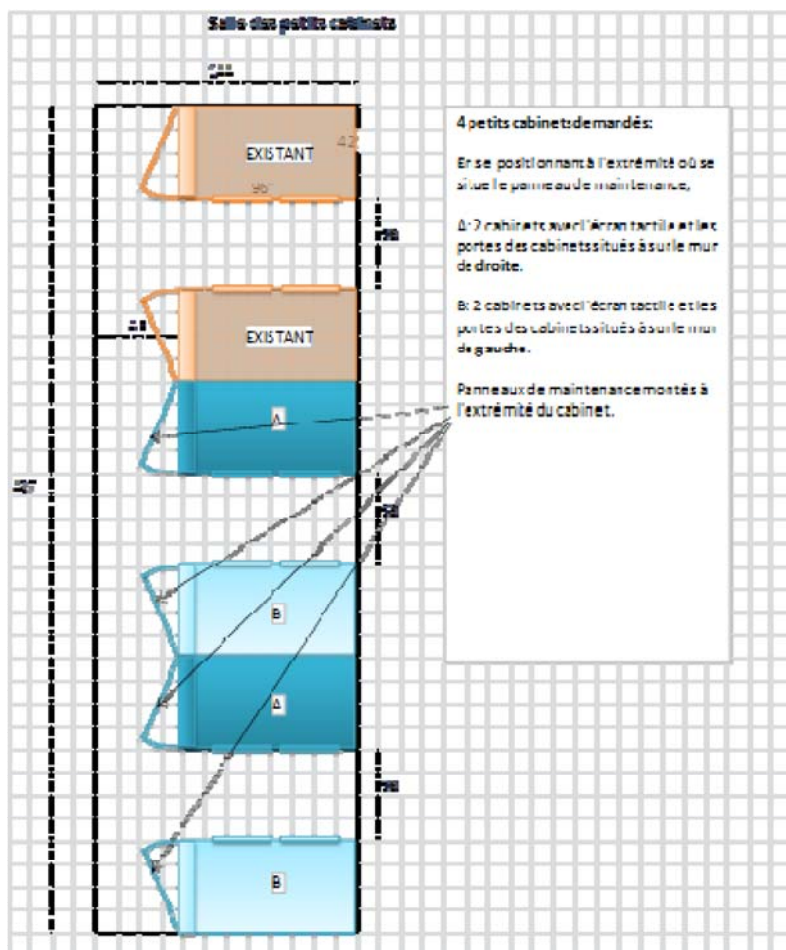 Salle des petits cabinets
EXISTANT
42
96"
EXISTANT
A
B
A
B
4 petits cabinets demandés:
En se positionnant à l'extrémité où se
situe le panneau de maintenance,
A: 2 cabinets avec l'écran tactile et les
portes des cabinets situés à sur le mur
de droite.
B: 2 cabinets avec l'écran tactile et les
portes des cabinets situés à sur le mur
de gauche.
Panneaux de maintenance montés à
l'extrémité du cabinet.